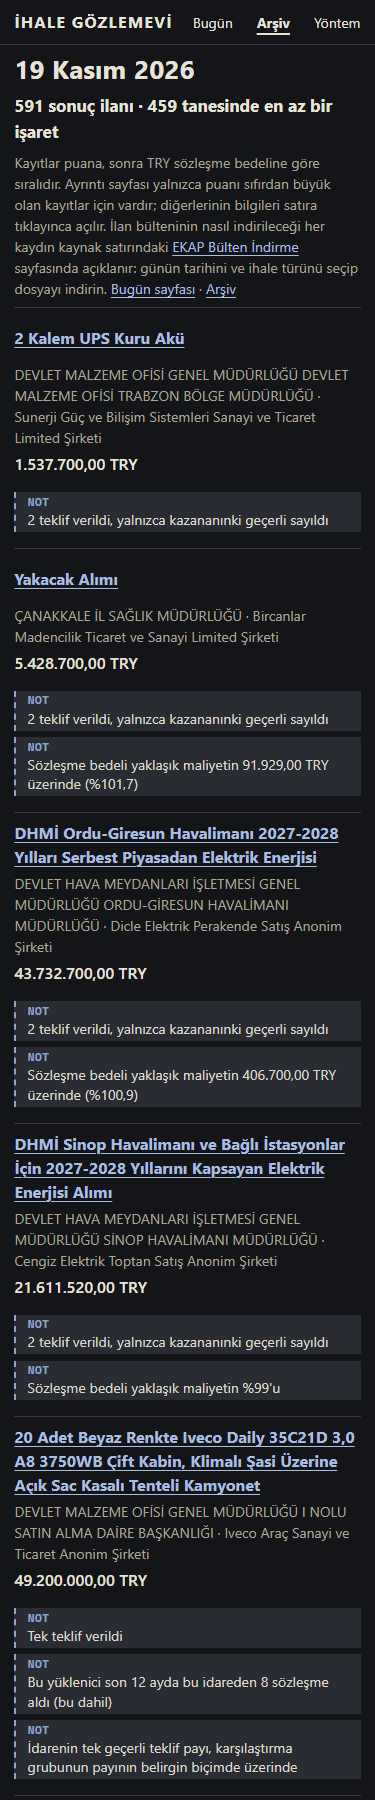 İHALE GÖZLEMEVİ Bugün Arşiv Yöntem
19 Kasım 2026
591 sonuç ilanı · 459 tanesinde en az bir
işaret
Kayıtlar puana, sonra TRY sözleşme bedeline göre
sıralıdır. Ayrıntı sayfası yalnızca puanı sıfırdan büyük
olan kayıtlar için vardır; diğerlerinin bilgileri satıra
tıklayınca açılır. İlan bülteninin nasıl indirileceği her
kaydın kaynak satırındaki EKAP Bülten İndirme
sayfasında açıklanır: günün tarihini ve ihale türünü seçip
dosyayı indirin. Bugün sayfası · Arşiv
2 Kalem UPS Kuru Akü
DEVLET MALZEME OFİSİ GENEL MÜDÜRLÜĞÜ DEVLET
MALZEME OFİSİ TRABZON BÖLGE MÜDÜRLÜĞÜ ·
Sunerji Güç ve Bilişim Sistemleri Sanayi ve Ticaret
Limited Şirketi
1.537.700,00 TRY
NOT
2 teklif verildi, yalnızca kazananınki geçerli sayıldı
Yakacak Alımı
ÇANAKKALE İL SAĞLIK MÜDÜRLÜĞÜ · Bircanlar
Madencilik Ticaret ve Sanayi Limited Şirketi
5.428.700,00 TRY
NOT
2 teklif verildi, yalnızca kazananınki geçerli sayıldı
NOT
Sözleşme bedeli yaklaşık maliyetin 91.929,00 TRY
üzerinde (%101,7)
DHMİ Ordu-Giresun Havalimanı 2027-2028
Yılları Serbest Piyasadan Elektrik Enerjisi
DEVLET HAVA MEYDANLARI İŞLETMESİ GENEL
MÜDÜRLÜĞÜ ORDU-GİRESUN HAVALİMANI
MÜDÜRLÜĞÜ · Dicle Elektrik Perakende Satış Anonim
Şirketi
43.732.700,00 TRY
NOT
2 teklif verildi, yalnızca kazananınki geçerli sayıldı
NOT
Sözleşme bedeli yaklaşık maliyetin 406.700,00 TRY
üzerinde (%100,9)
DHMİ Sinop Havalimanı ve Bağlı İstasyonlar
İçin 2027-2028 Yıllarını Kapsayan Elektrik
Enerjisi Alımı
DEVLET HAVA MEYDANLARI İŞLETMESİ GENEL
MÜDÜRLÜĞÜ SİNOP HAVALİMANI MÜDÜRLÜĞÜ ·
Cengiz Elektrik Toptan Satış Anonim Şirketi
21.611.520,00 TRY
NOT
2 teklif verildi, yalnızca kazananınki geçerli sayıldı
NOT
Sözleşme bedeli yaklaşık maliyetin %99'u
20 Adet Beyaz Renkte Iveco Daily 35C21D 3,0
A8 3750WB Çift Kabin, Klimalı Şasi Üzerine
Açık Sac Kasalı Tenteli Kamyonet
DEVLET MALZEME OFİSİ GENEL MÜDÜRLÜĞÜ I NOLU
SATIN ALMA DAİRE BAŞKANLIĞI · Iveco Araç Sanayi ve
Ticaret Anonim Şirketi
49.200.000,00 TRY
NOT
Tek teklif verildi
NOT
Bu yüklenici son 12 ayda bu idareden 8 sözleşme
aldı (bu dahil)
NOT
İdarenin tek geçerli teklif payı, karşılaştırma
grubunun payının belirgin biçimde üzerinde